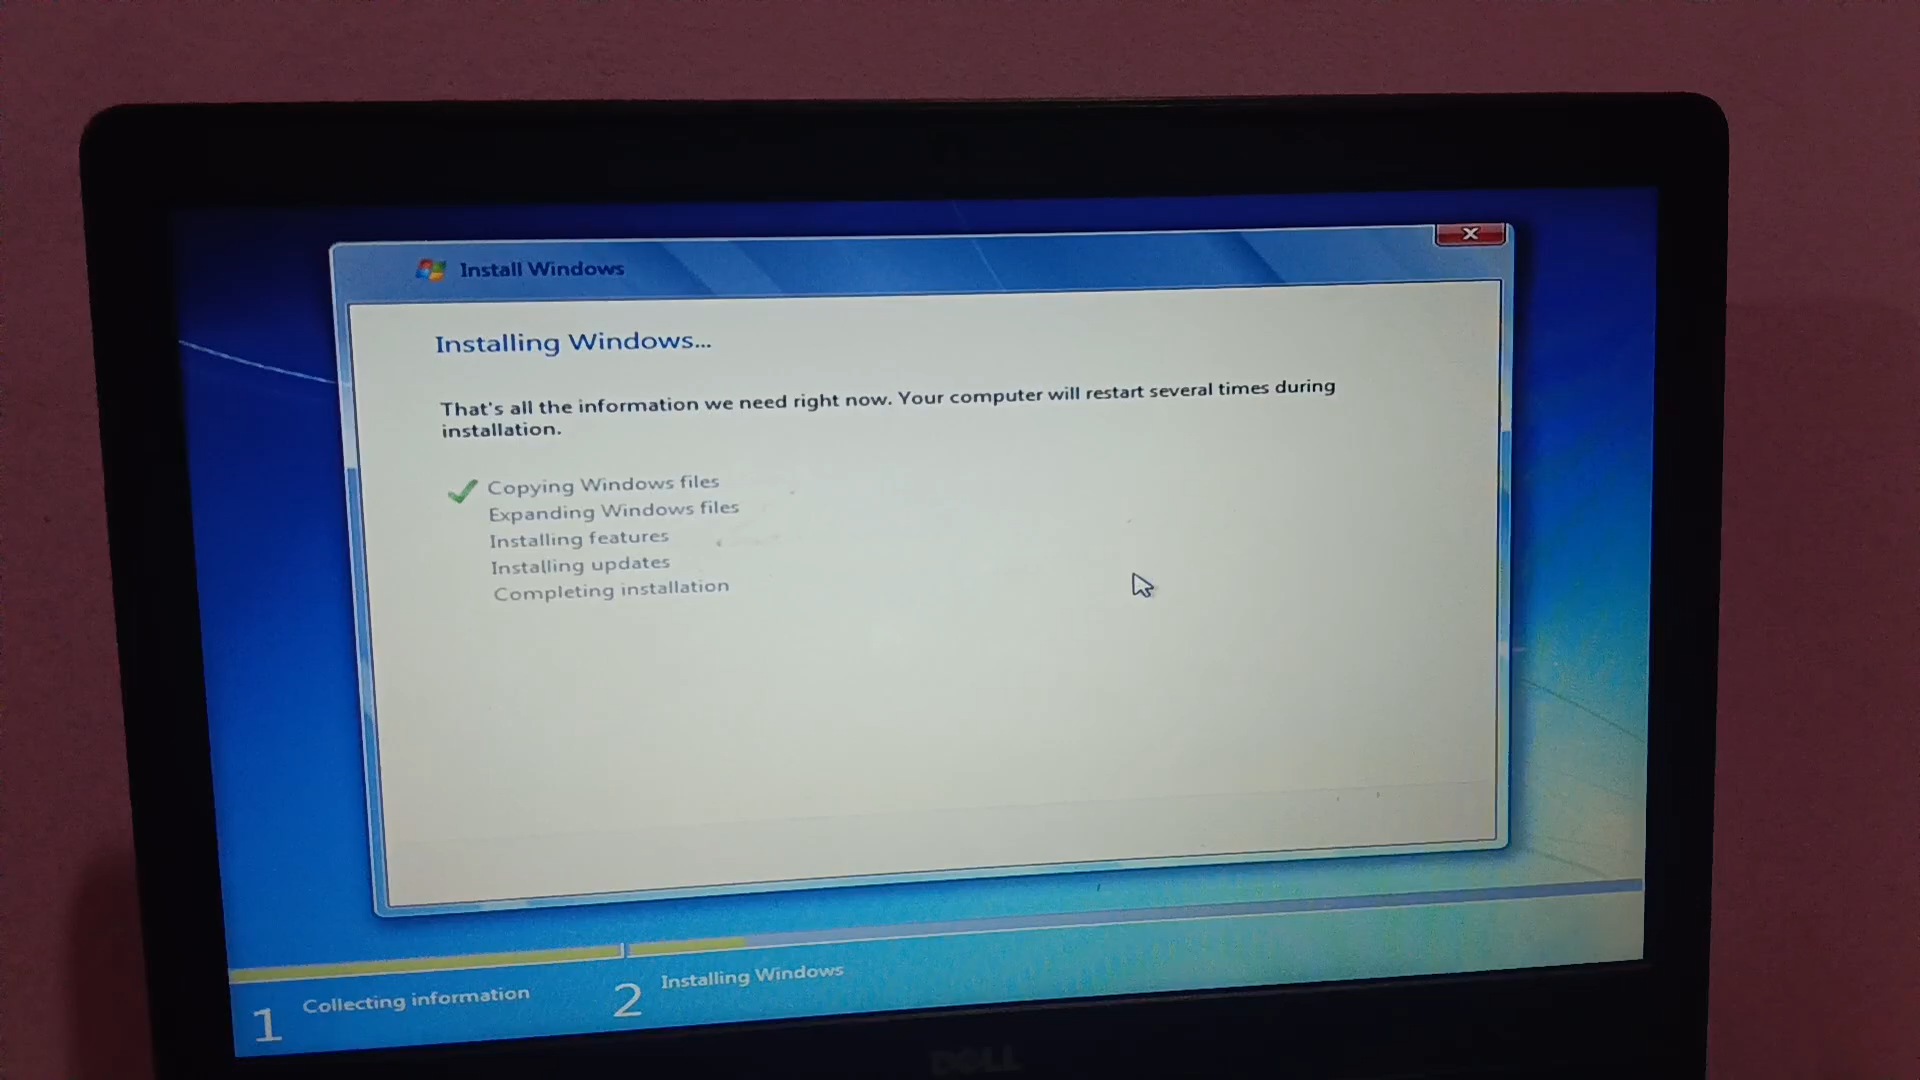 Install Windows
Installing Windows...
That's all the information we need right now. Your computer will restart several times during
installation.
Copying Windows files
Expanding Windows files
Installing features
Installing updates
Completing installation
1 Collecting information
2 Installing Windows
DELL